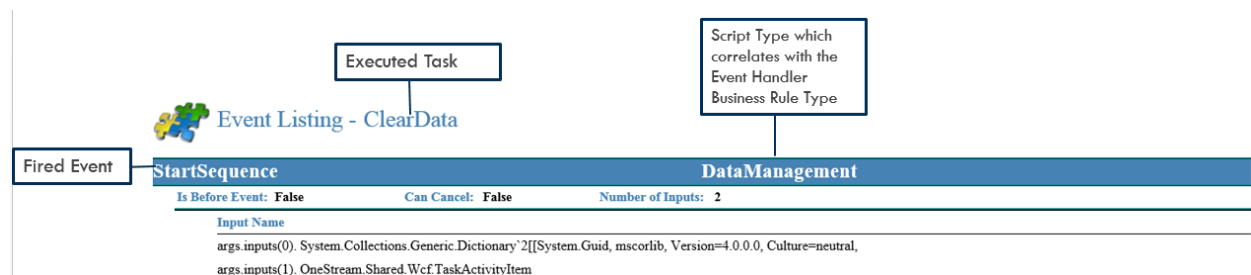 Script Type which
correlates with the
Event Handler
Business Rule Type
Executed Task
Event Listing - ClearData
Fired Event
StartSequence DataManagement
Is Before Event: False Can Cancel: False Number of Inputs: 2
Input Name
args.inputs(0). System.Collections.Generic.Dictionary`2[[System.Guid, mscorlib, Version=4.0.0.0, Culture=neutral,
args.inputs(1). OneStream.Shared.Wcf.TaskActivityItem